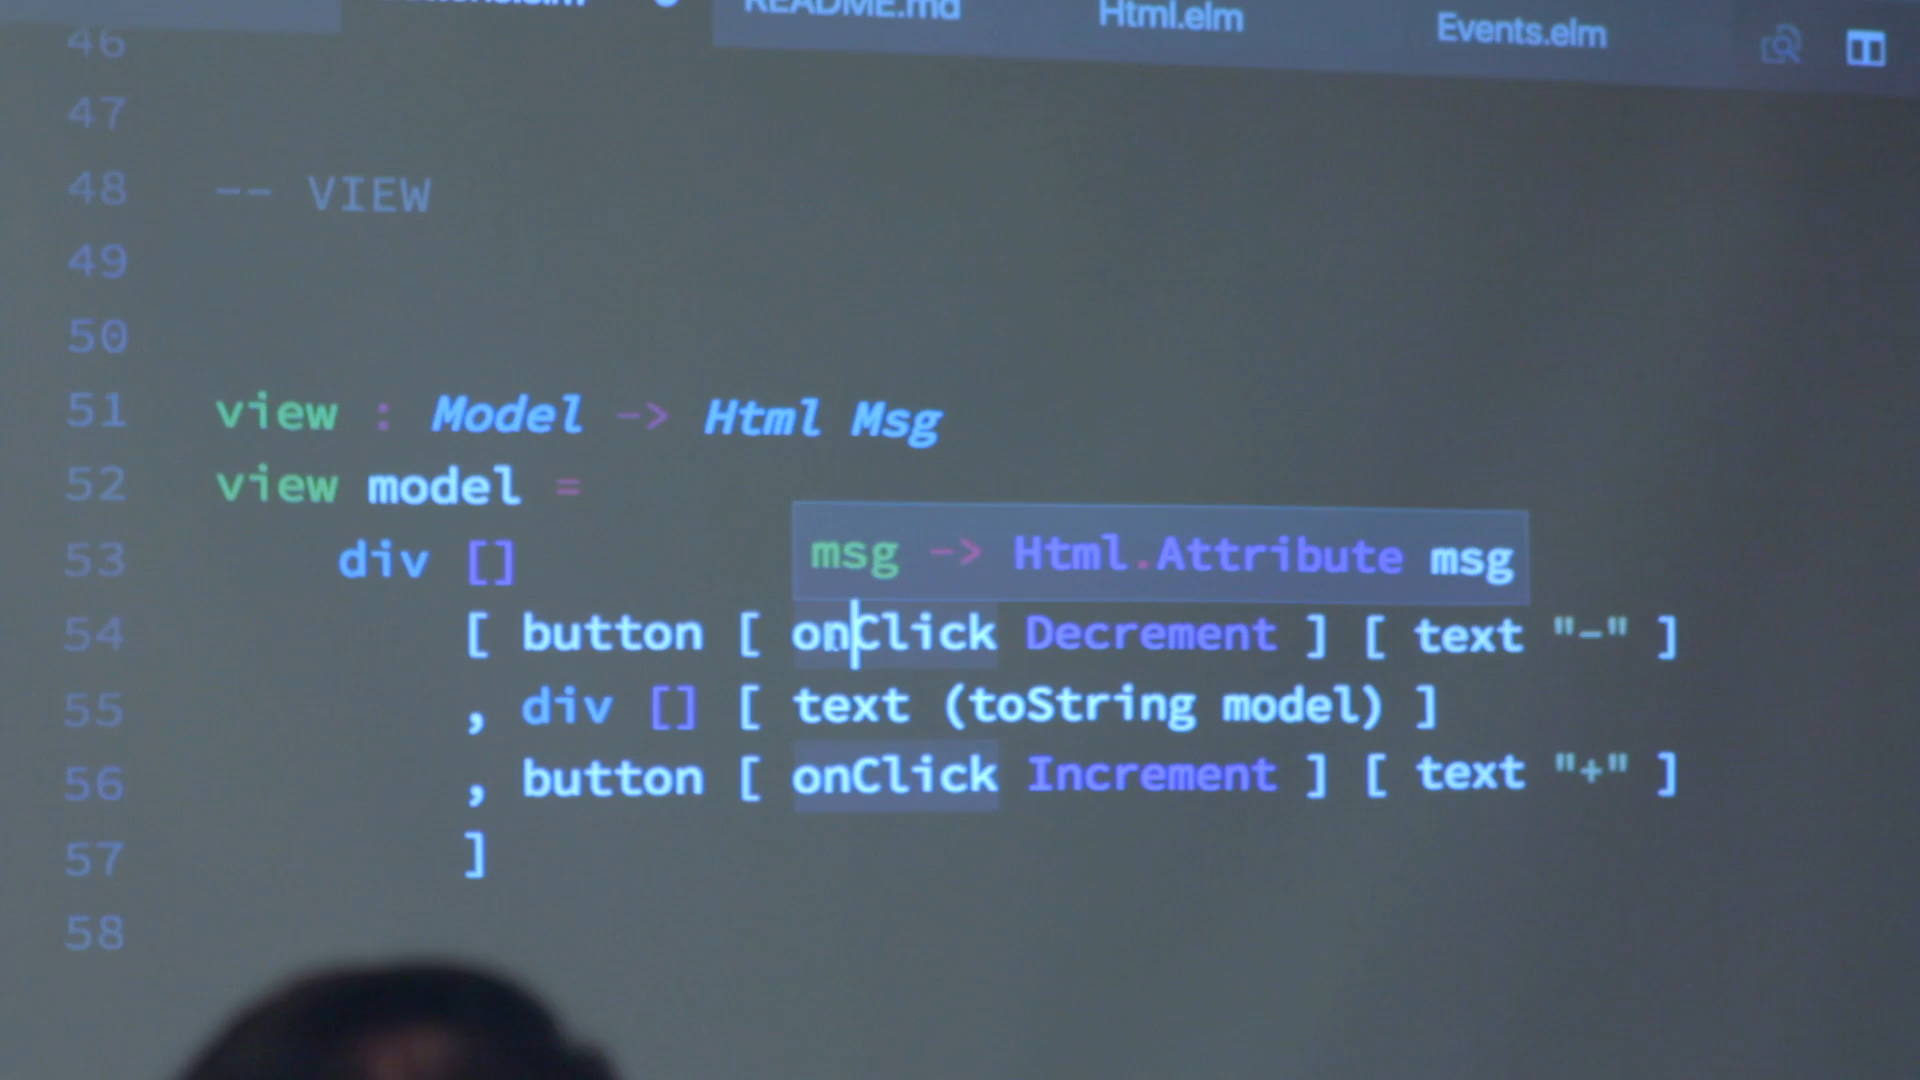 README.md Html.elm Events.elm
46
47
48 -- VIEW
49
50
51 view : Model -> Html Msg
52 view model =
53 div []
msg -> Html.Attribute msg
54 [ button [ onClick Decrement ] [ text "-" ]
55 , div [] [ text (toString model) ]
56 , button [ onClick Increment ] [ text "+" ]
57 ]
58